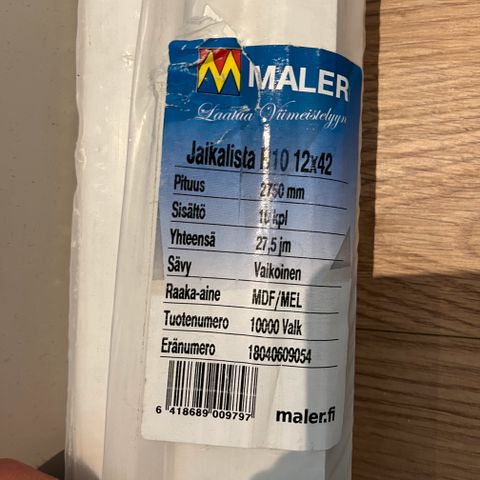 MALER
Laatua Viimeistelyyn
Jalkalista E10 12x42
Pituus 2750 mm
Sisältö 10 kpl
Yhteensä 27,5 jm
Sävy Valkoinen
Raaka-aine MDF/MEL
Tuotenumero 10000 Valk
Eränumero 18040609054
6 418689 009797
maler.fi